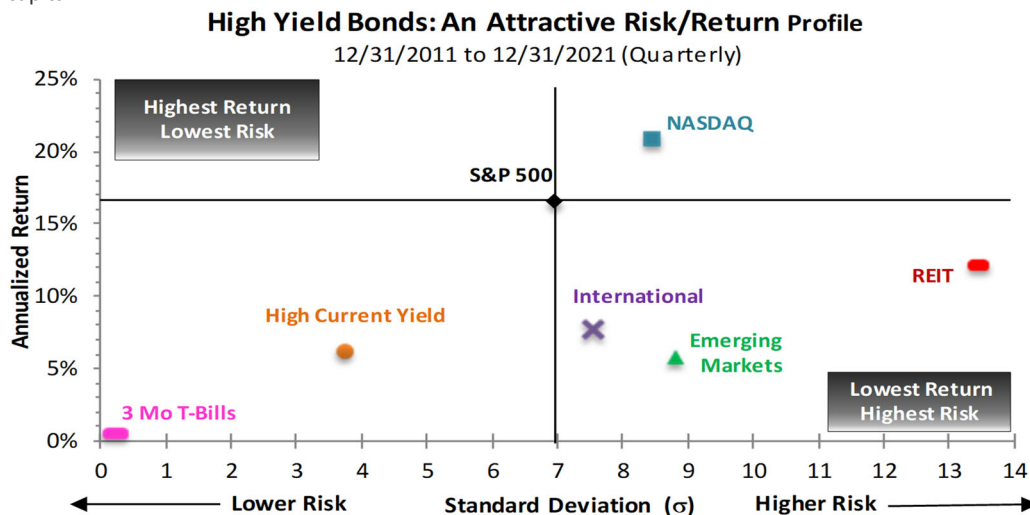 High Yield Bonds: An Attractive Risk/Return Profile
12/31/2011 to 12/31/2021 (Quarterly)
25%
20%
15%
10%
5%
0%
Annualized Return
Highest Return
Lowest Risk
NASDAQ
S&P 500
REIT
International
High Current Yield
Emerging
Markets
Lowest Return
Highest Risk
3 Mo T-Bills
0 1 2 3 4 5 6 7 8 9 10 11 12 13 14
Lower Risk Standard Deviation (σ) Higher Risk